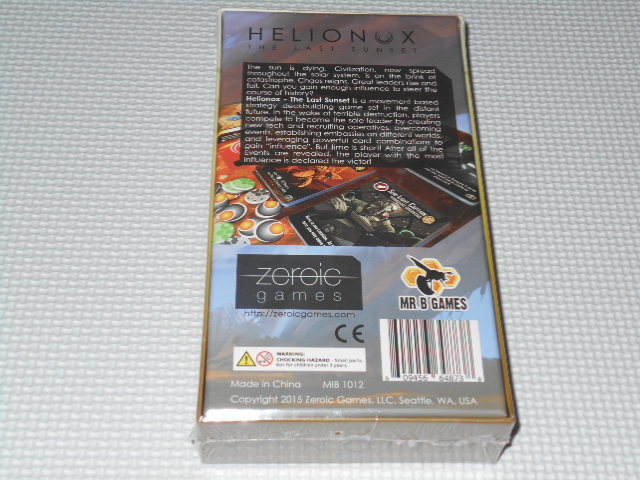 HELIONOX
THE LAST SUNSET
The sun is dying. Civilization, now spread
throughout the solar system, is on the brink of
catastrophe. Chaos reigns. Great leaders rise and
fall. Can you gain enough influence to steer the
course of history?
Helionox - The Last Sunset is a movement based
strategy deckbuilding game set in the distant
future. In the wake of terrible destruction, players
compete to become the sole leader by creating
new tech and recruiting operatives, overcoming
events, establishing embassies on different worlds,
and leveraging powerful card combinations to
gain "influence". But time is short! After all of the
Events are revealed, The player with the most
influence is declared the victor!
zeroic
games
http://zeroicgames.com
MR B GAMES
CE
WARNING:
CHOCKING HAZARD - Small parts.
Not for children under 3 years.
6 09456 64873
Made in China MIB 1012
Copyright 2015 Zeroic Games, LLC, Seattle, WA, USA